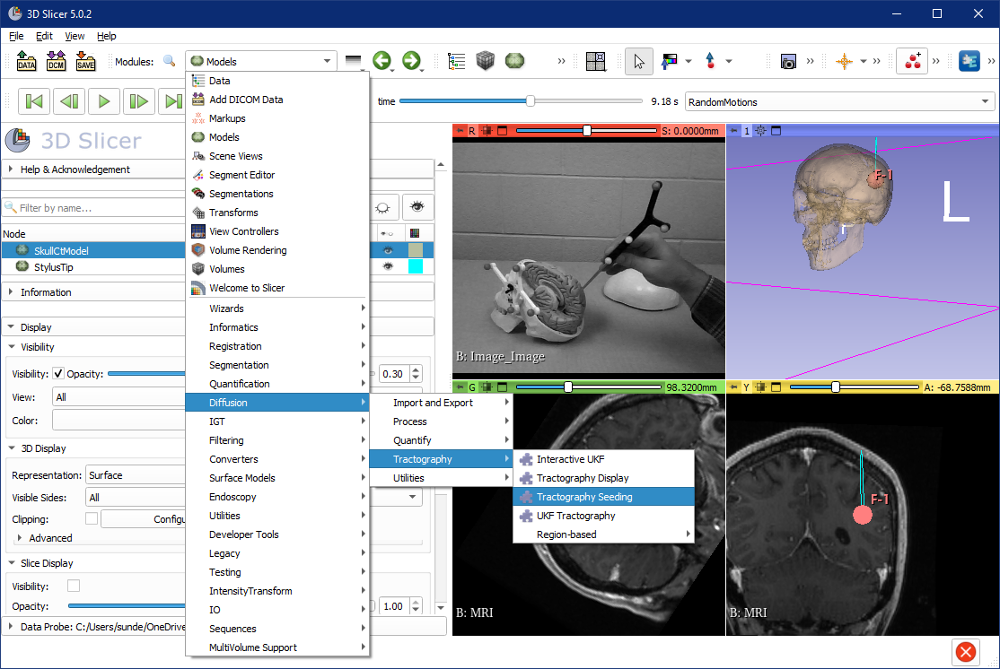 3D Slicer 5.0.2
File Edit View Help
DATA DCM SAVE Modules: Models
time 9.18 s RandomMotions
3D Slicer
Help & Acknowledgement
Filter by name...
Node
SkullCtModel
StylusTip
Information
Display
Visibility
Visibility: Opacity: 0.30
View: All
Color:
3D Display
Representation: Surface
Visible Sides: All
Clipping: Configu
Advanced
Slice Display
Visibility:
Opacity: 1.00
Data Probe: C:/Users/sunde/OneDrive
Data
Add DICOM Data
Markups
Models
Scene Views
Segment Editor
Segmentations
Transforms
View Controllers
Volume Rendering
Volumes
Welcome to Slicer
Wizards
Informatics
Registration
Segmentation
Quantification
Diffusion
IGT
Filtering
Converters
Surface Models
Endoscopy
Utilities
Developer Tools
Legacy
Testing
IntensityTransform
IO
Sequences
MultiVolume Support
Import and Export
Process
Quantify
Tractography
Utilities
Interactive UKF
Tractography Display
Tractography Seeding
UKF Tractography
Region-based
R S: 0.0000mm
B: Image_Image
1
F-1
L
G 98.3200mm
B: MRI
Y A: -68.7588mm
F-1
B: MRI